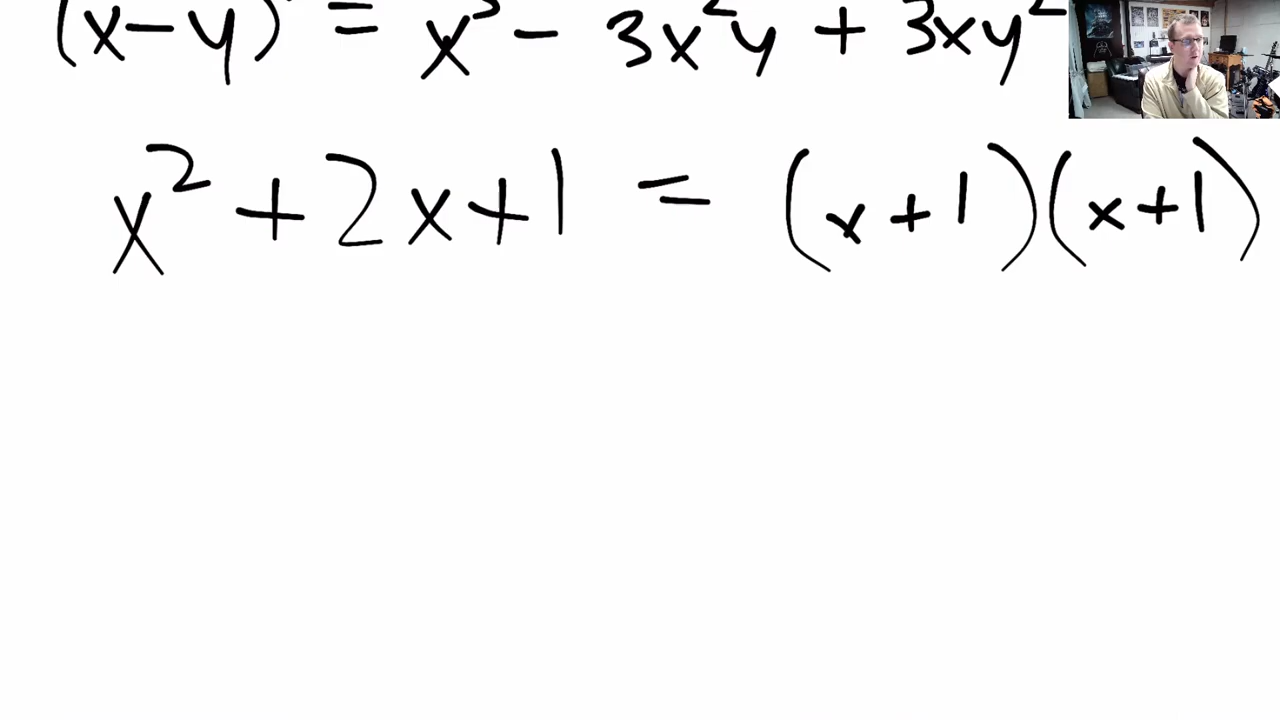 (x-y)³ = x³ - 3x²y + 3xy²
x² + 2x + 1 = (x+1)(x+1)